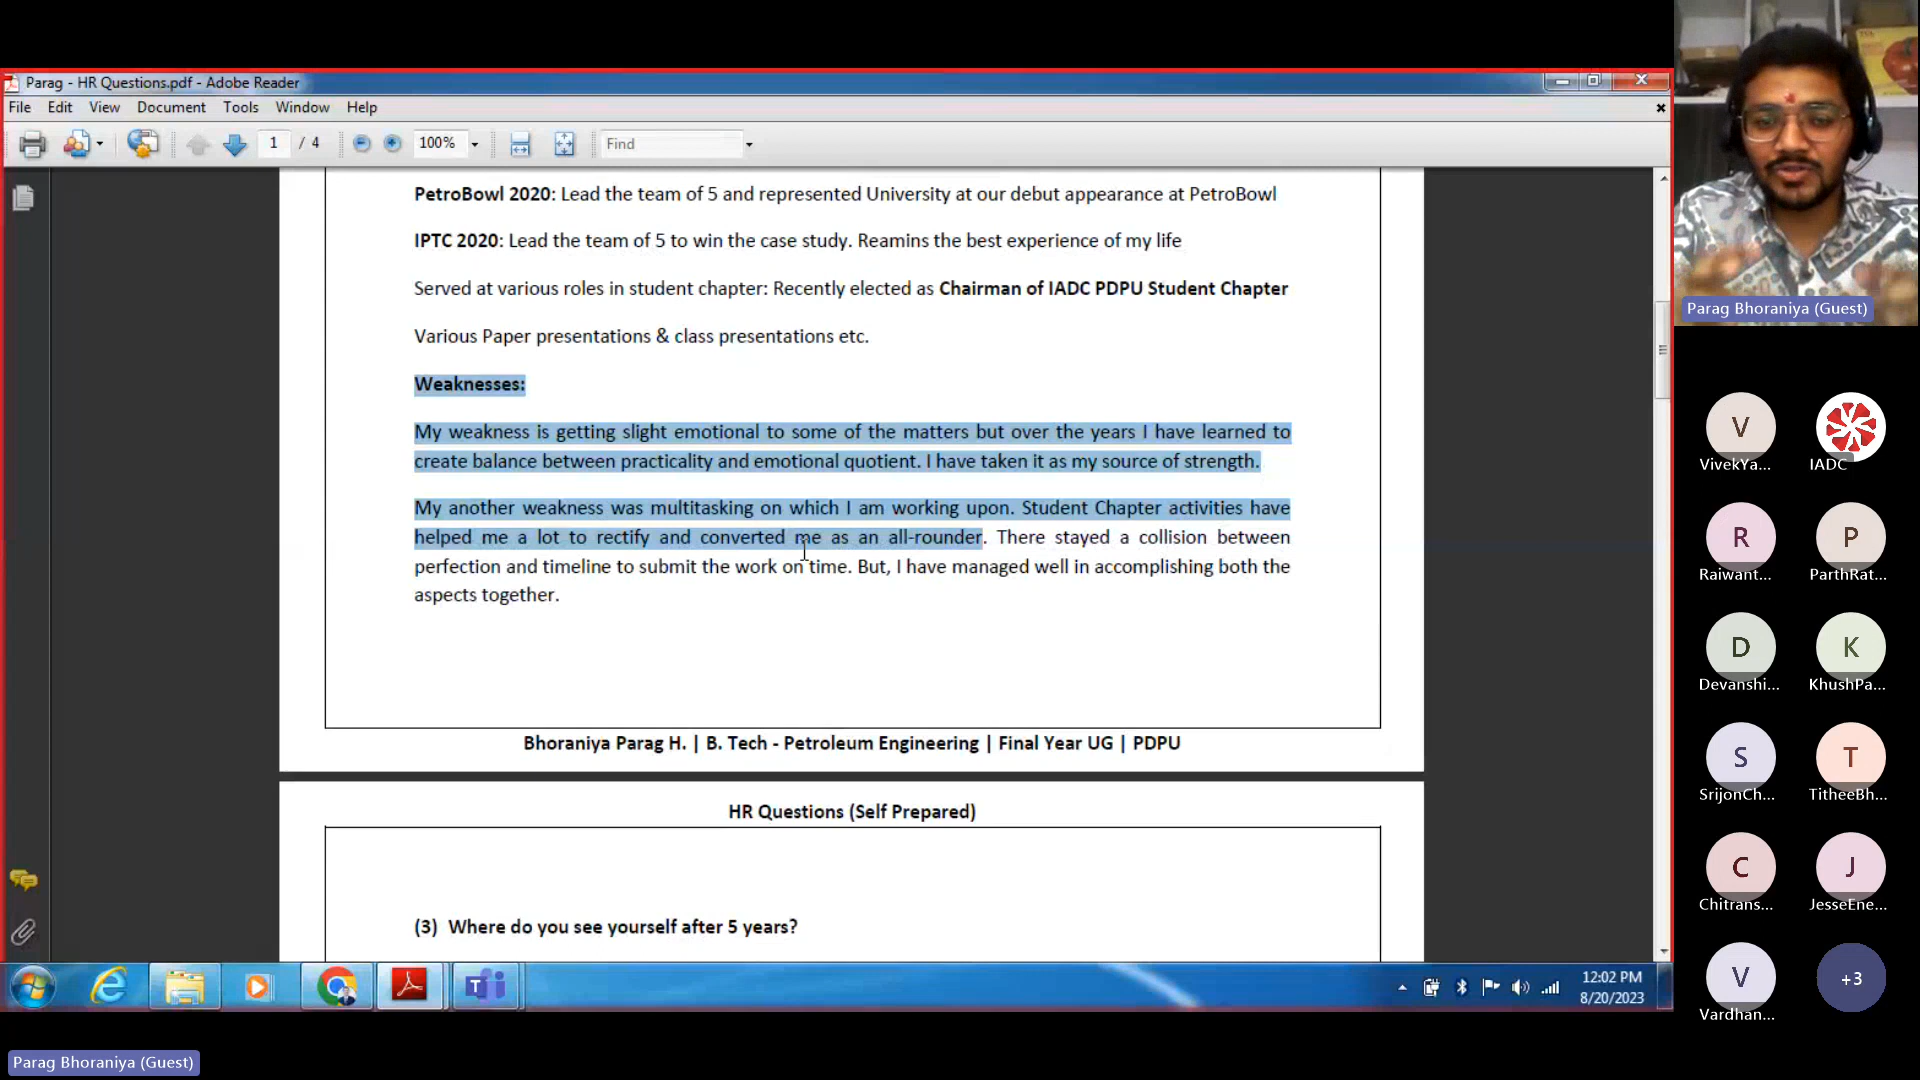 Parag - HR Questions.pdf - Adobe Reader
File Edit View Document Tools Window Help
1 / 4 100% Find
PetroBowl 2020: Lead the team of 5 and represented University at our debut appearance at PetroBowl
IPTC 2020: Lead the team of 5 to win the case study. Reamins the best experience of my life
Served at various roles in student chapter: Recently elected as Chairman of IADC PDPU Student Chapter
Various Paper presentations & class presentations etc.
Weaknesses:
My weakness is getting slight emotional to some of the matters but over the years I have learned to
create balance between practicality and emotional quotient. I have taken it as my source of strength.
My another weakness was multitasking on which I am working upon. Student Chapter activities have
helped me a lot to rectify and converted me as an all-rounder. There stayed a collision between
perfection and timeline to submit the work on time. But, I have managed well in accomplishing both the
aspects together.
Bhoraniya Parag H. | B. Tech - Petroleum Engineering | Final Year UG | PDPU
HR Questions (Self Prepared)
(3) Where do you see yourself after 5 years?
12:02 PM
8/20/2023
Parag Bhoraniya (Guest)
Parag Bhoraniya (Guest)
V
VivekYa...
IADC
R
Raiwant...
P
ParthRat...
D
Devanshi...
K
KhushPa...
S
SrijonCh...
T
TitheeBh...
C
Chitrans...
J
JesseEne...
V
Vardhan...
+3